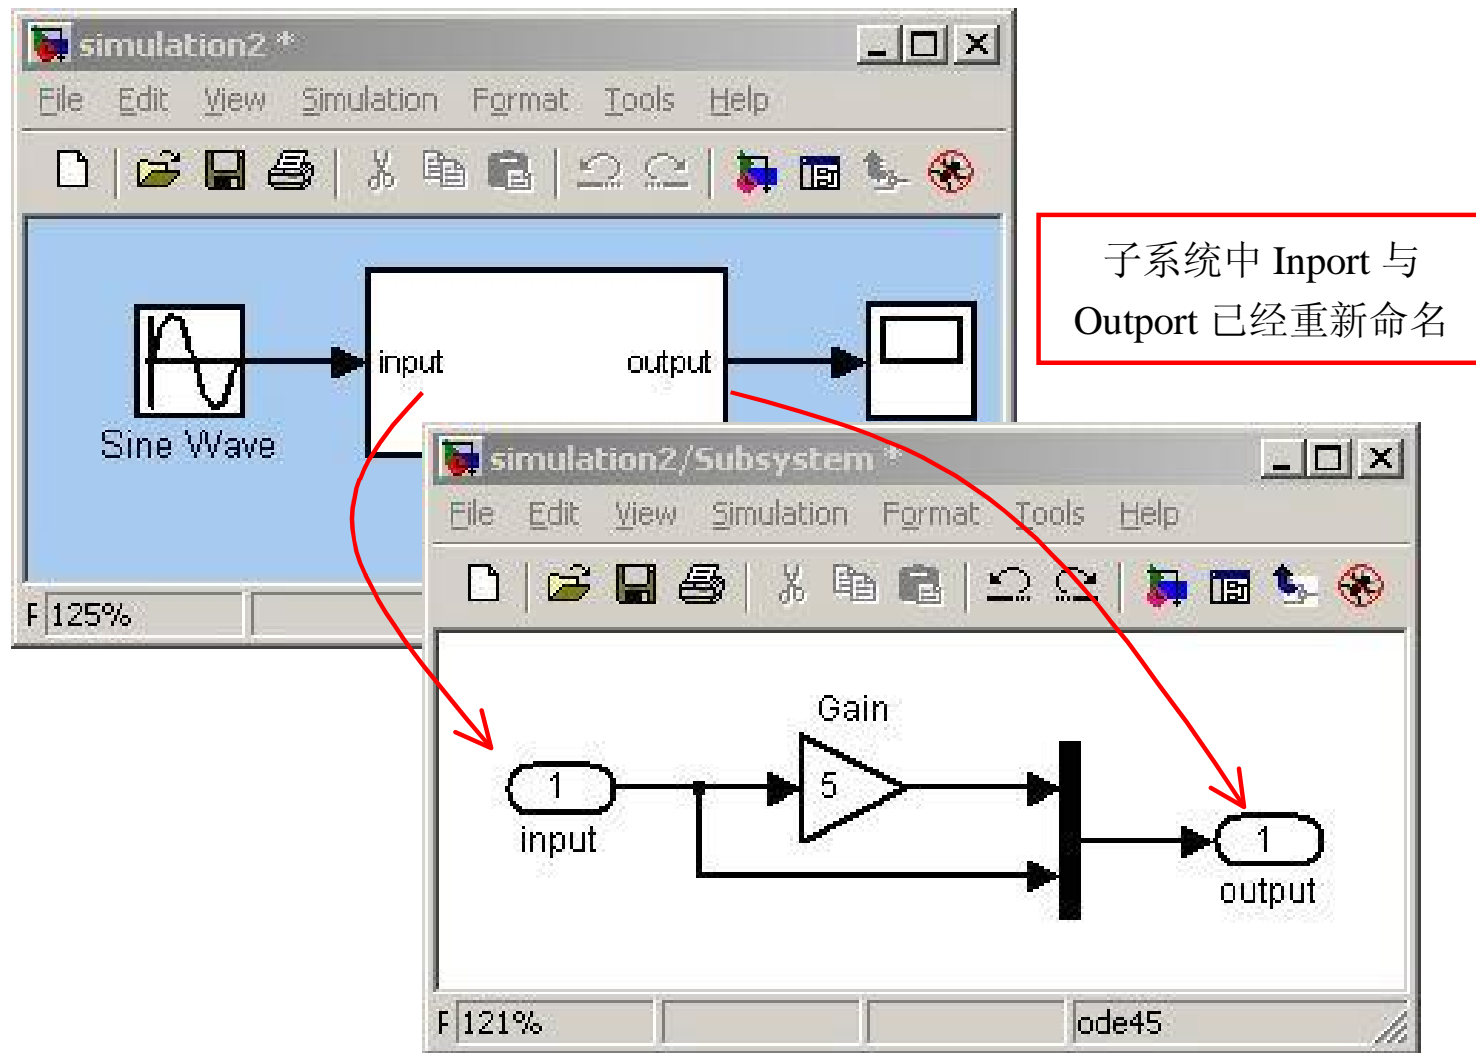 simulation2 *
File Edit View Simulation Format Tools Help
子系统中 Inport 与
Outport 已经重新命名
input
output
Sine Wave
simulation2/Subsystem *
File Edit View Simulation Format Tools Help
F 125%
Gain
5
1
input
1
output
F 121%
ode45